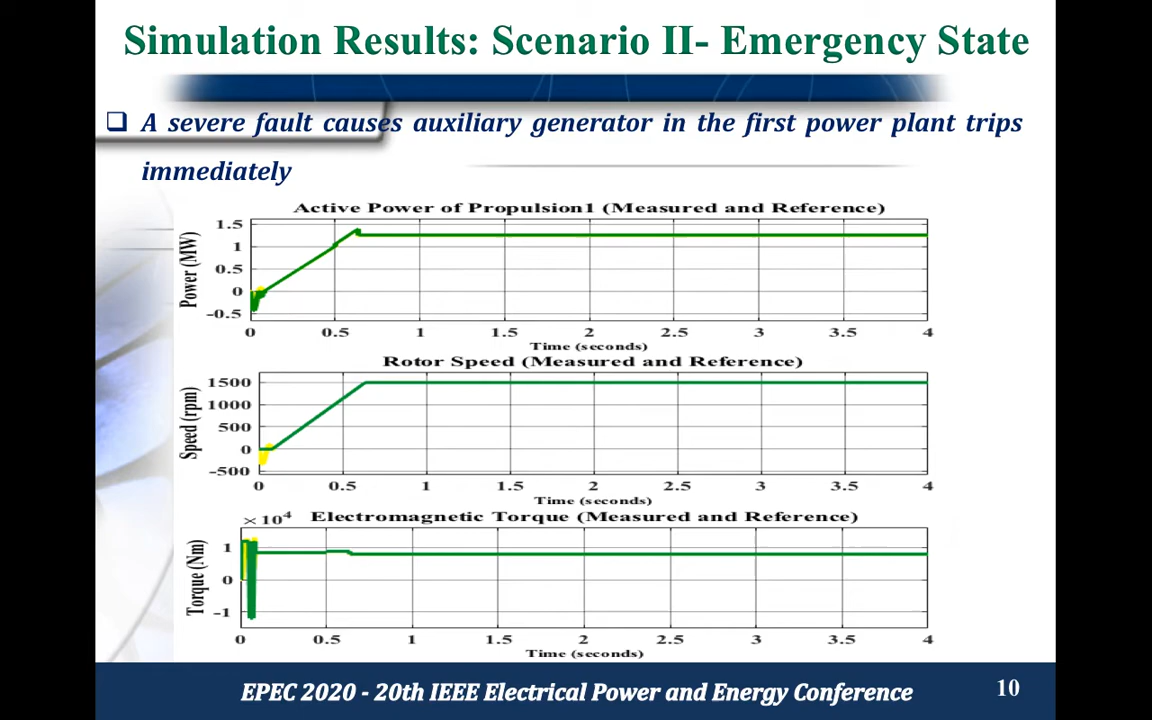 Simulation Results: Scenario II- Emergency State
❑ A severe fault causes auxiliary generator in the first power plant trips
immediately
Active Power of Propulsion1 (Measured and Reference)
Power (MW)
1.5
1
0.5
0
-0.5
0 0.5 1 1.5 2 2.5 3 3.5 4
Time (seconds)
Rotor Speed (Measured and Reference)
Speed (rpm)
1500
1000
500
0
-500
0 0.5 1 1.5 2 2.5 3 3.5 4
Time (seconds)
×10⁴ Electromagnetic Torque (Measured and Reference)
Torque (Nm)
1
0
-1
0 0.5 1 1.5 2 2.5 3 3.5 4
Time (seconds)
EPEC 2020 - 20th IEEE Electrical Power and Energy Conference
10